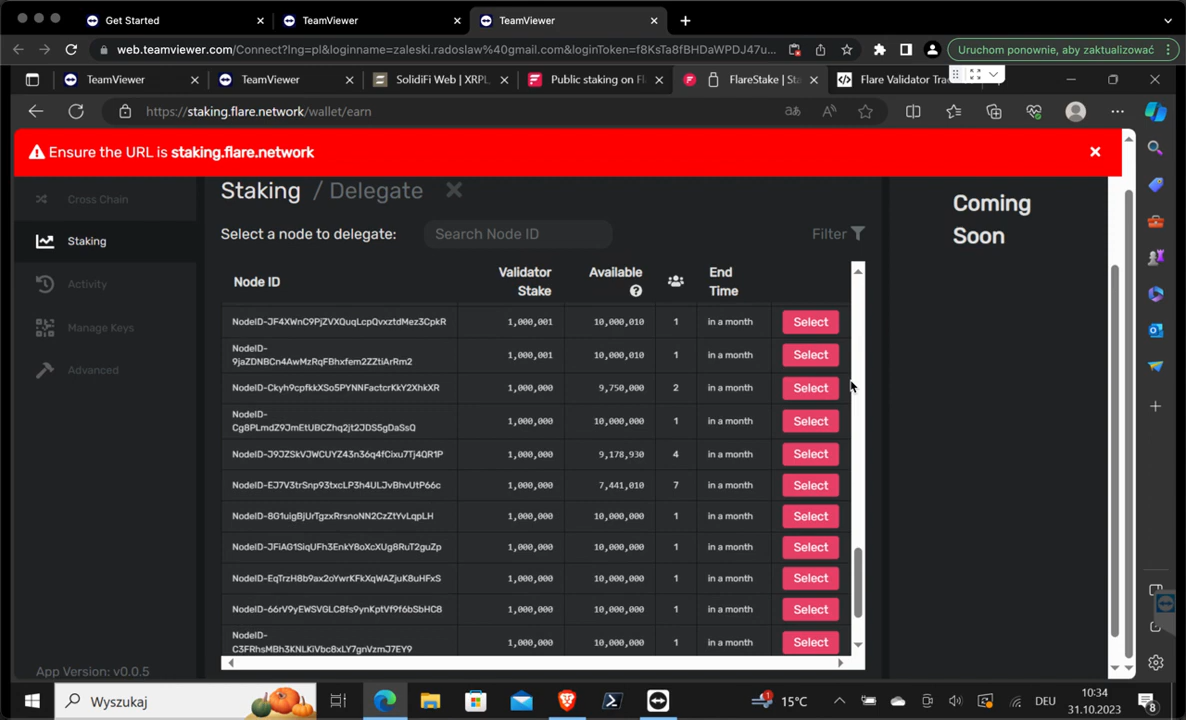 Get Started
TeamViewer
TeamViewer
web.teamviewer.com/Connect?lng=pl&loginname=zaleski.radoslaw%40gmail.com&loginToken=f8KsTa8fBHDaWPDJ47u...
Uruchom ponownie, aby zaktualizować
TeamViewer
TeamViewer
SolidiFi Web | XRPL
Public staking on Fl
FlareStake | Sta
Flare Validator Tra
https://staking.flare.network/wallet/earn
Ensure the URL is staking.flare.network
Cross Chain
Staking
Activity
Manage Keys
Advanced
App Version: v0.0.5
Staking / Delegate
Select a node to delegate:
Search Node ID
Filter
Coming
Soon
Node ID
Validator
Stake
Available
End
Time
NodeID-JF4XWnC9PjZVXQuqLcpQvxztdMez3CpkR 1,000,001 10,000,010 1 in a month Select
NodeID-
9jaZDNBCn4AwMzRqFBhxfem2ZZtiArRm2 1,000,001 10,000,010 1 in a month Select
NodeID-Ckyh9cpfkkXSo5PYNNFactcrKkY2XhkXR 1,000,000 9,750,000 2 in a month Select
NodeID-
Cg8PLmdZ9JmEtUBCZhq2jt2JDS5gDaSsQ 1,000,000 10,000,000 1 in a month Select
NodeID-J9JZSkVJWCUYZ43n36q4fCixu7Tj4QR1P 1,000,000 9,178,930 4 in a month Select
NodeID-EJ7V3trSnp93txcLP3h4ULJvBhvUtP66c 1,000,000 7,441,010 7 in a month Select
NodeID-8G1uigBjUrTgzxRrsnoNN2CzZtYvLqpLH 1,000,000 10,000,000 1 in a month Select
NodeID-JFiAG1SiqUFh3EnkY8oXcXUg8RuT2guZp 1,000,000 10,000,000 1 in a month Select
NodeID-EqTrzH8b9ax2oYwrKFkXqWAZjuK8uHFxS 1,000,000 10,000,000 1 in a month Select
NodeID-66rV9yEWSVGLC8fs9ynKptVf9f6bSbHC8 1,000,000 10,000,000 1 in a month Select
NodeID-
C3FRhsMBh3KNLKiVbc8xLY7gnVzmJ7EY9 1,000,000 10,000,000 1 in a month Select
Wyszukaj
1
15°C
DEU
10:34
31.10.2023
8